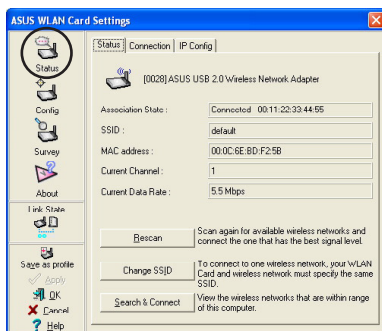 ASUS WLAN Card Settings
Status
Config
Survey
About
Link State
Save as profile
Apply
OK
Cancel
Help
Status Connection IP Config
[0028] ASUS USB 2.0 Wireless Network Adapter
Association State : Connected 00:11:22:33:44:55
SSID : default
MAC address : 00:0C:6E:BD:F2:5B
Current Channel : 1
Current Data Rate : 5.5 Mbps
Rescan
Scan again for available wireless networks and
connect the one that has the best signal level.
Change SSID
To connect to one wireless network, your WLAN
Card and wireless network must specify the same
SSID.
Search & Connect
View the wireless networks that are within range
of this computer.